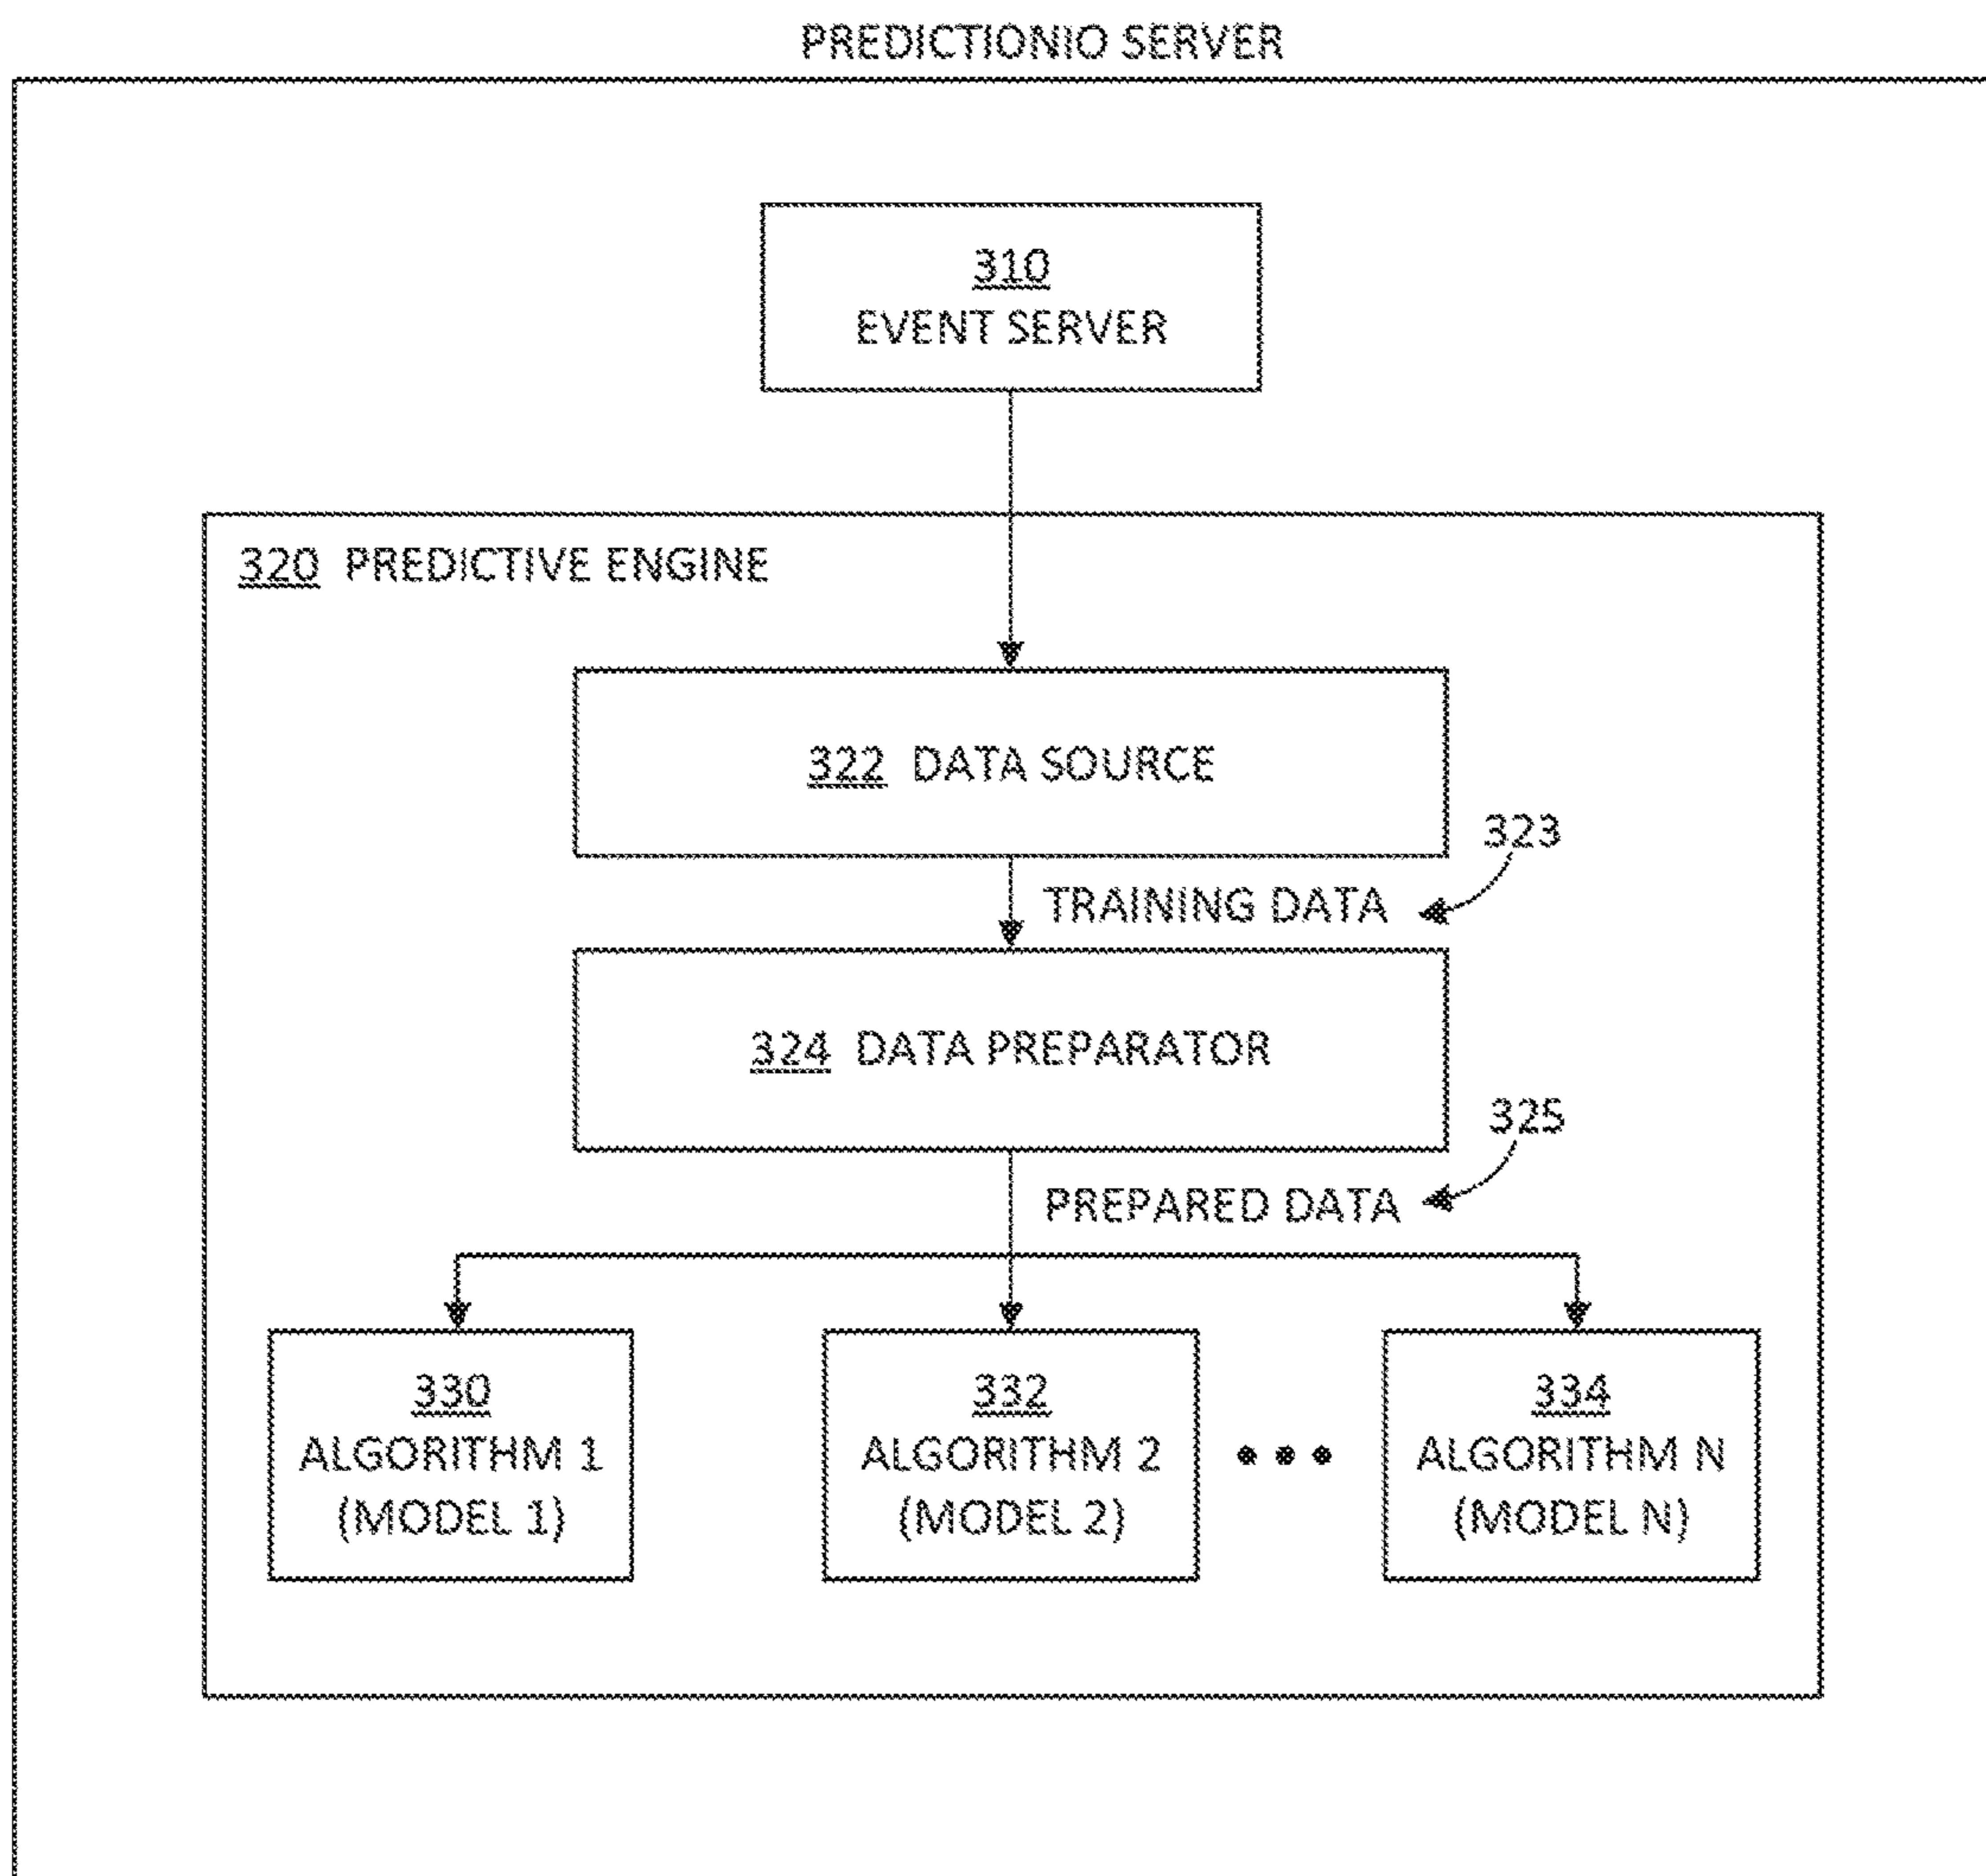 PREDICTIONIO SERVER
310
EVENT SERVER
320 PREDICTIVE ENGINE
322 DATA SOURCE
323
TRAINING DATA
324 DATA PREPARATOR
325
PREPARED DATA
330
ALGORITHM 1
(MODEL 1)
332
ALGORITHM 2
(MODEL 2)
334
ALGORITHM N
(MODEL N)